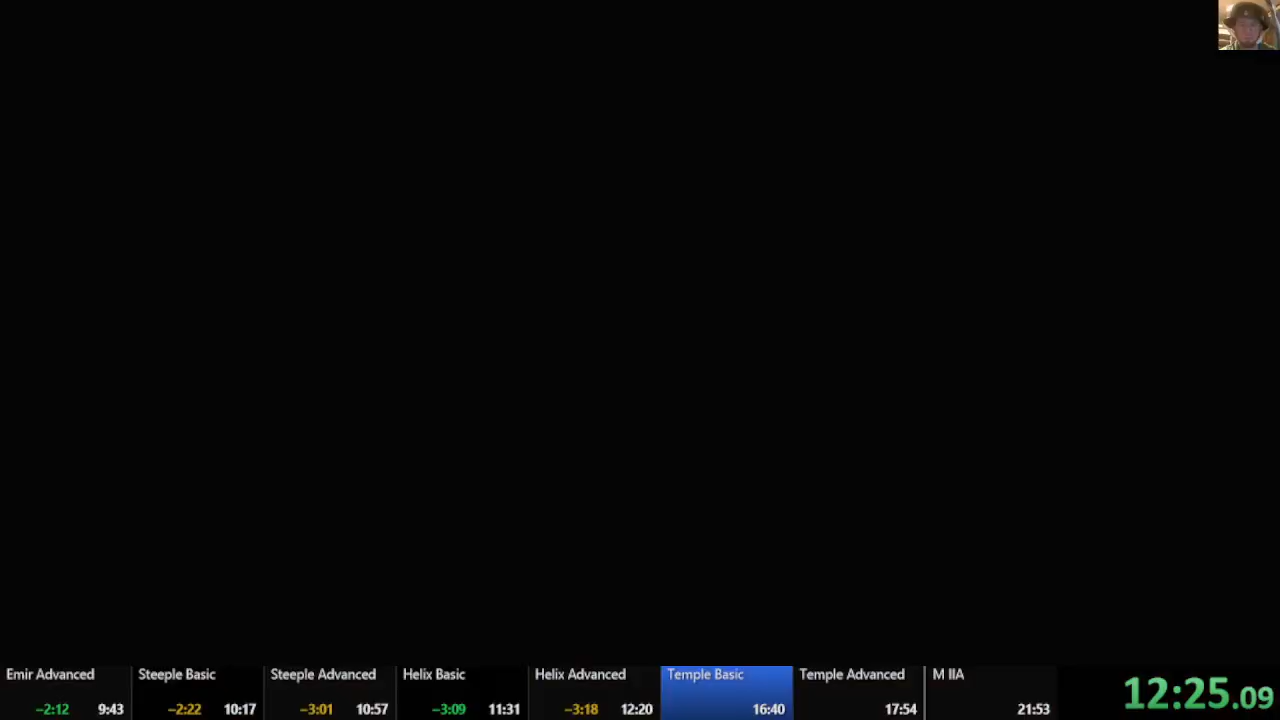 Emir Advanced
−2:12 9:43
Steeple Basic
−2:22 10:17
Steeple Advanced
−3:01 10:57
Helix Basic
−3:09 11:31
Helix Advanced
−3:18 12:20
Temple Basic
16:40
Temple Advanced
17:54
M IIA
21:53
12:25.09